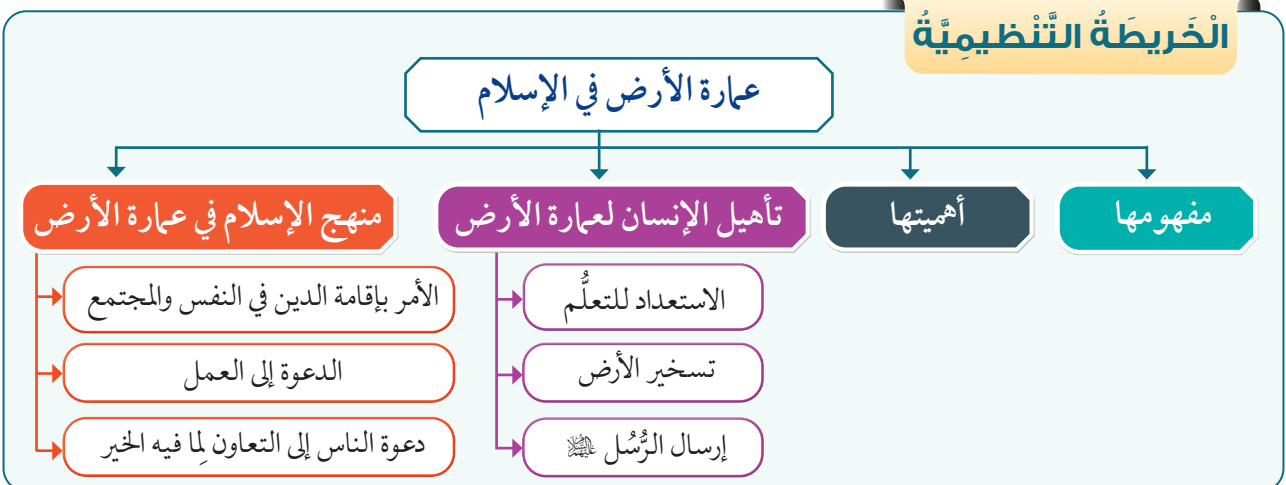 الْخَريطَةُ التَّنْظيمِيَّةُ
عمارة الأرض في الإسلام
مفهومها
أهميتها
تأهيل الإنسان لعمارة الأرض
منهج الإسلام في عمارة الأرض
الاستعداد للتعلُّم
تسخير الأرض
إرسال الرُّسُل عليهم السلام
الأمر بإقامة الدين في النفس والمجتمع
الدعوة إلى العمل
دعوة الناس إلى التعاون لِما فيه الخير